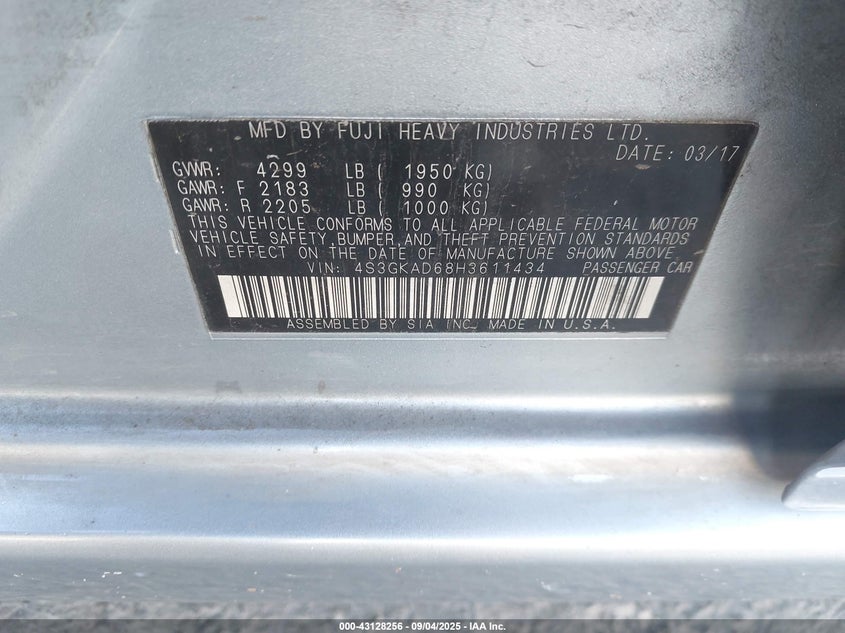 MFD BY FUJI HEAVY INDUSTRIES LTD.
DATE: 03/17
GVWR: 4299 LB ( 1950 KG)
GAWR: F 2183 LB ( 990 KG)
GAWR: R 2205 LB ( 1000 KG)
THIS VEHICLE CONFORMS TO ALL APPLICABLE FEDERAL MOTOR
VEHICLE SAFETY,BUMPER,AND THEFT PREVENTION STANDARDS
IN EFFECT ON THE DATE OF MANUFACTURE SHOWN ABOVE.
VIN: 4S3GKAD68H3611434 PASSENGER CAR
ASSEMBLED BY SIA INC. MADE IN U.S.A.
000-43128256 - 09/04/2025 - IAA Inc.